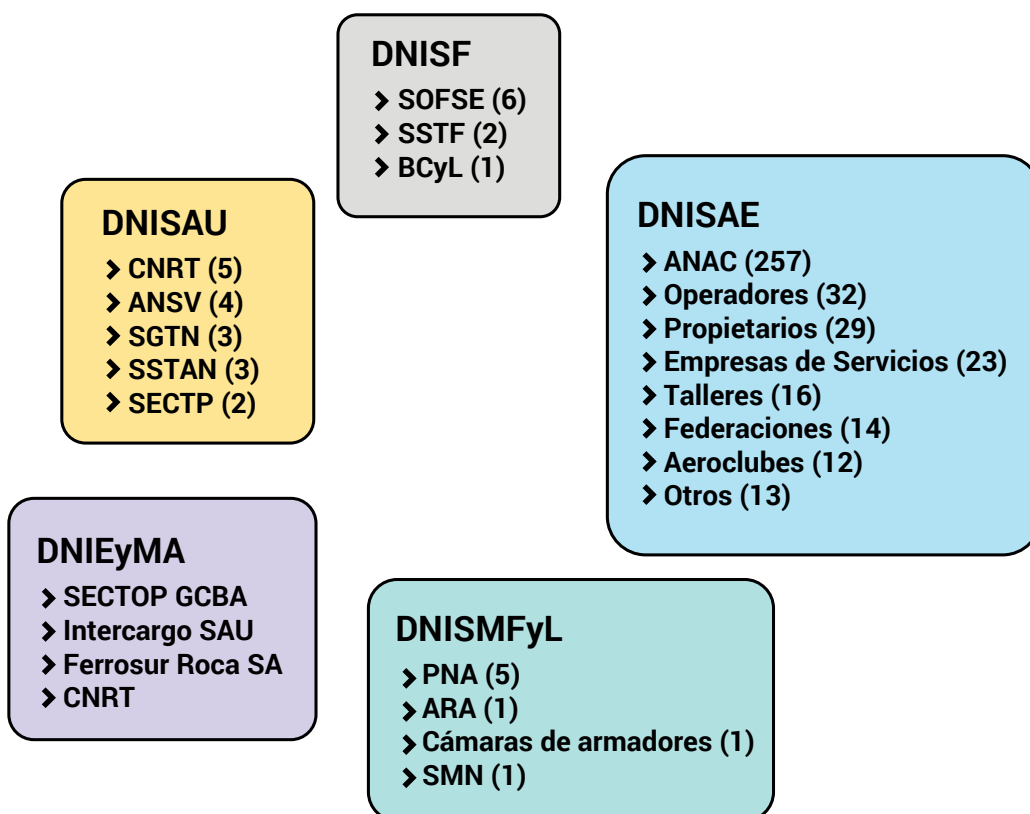 DNISF
SOFSE (6)
SSTF (2)
BCyL (1)
DNISAU
CNRT (5)
ANSV (4)
SGTN (3)
SSTAN (3)
SECTP (2)
DNISAE
ANAC (257)
Operadores (32)
Propietarios (29)
Empresas de Servicios (23)
Talleres (16)
Federaciones (14)
Aeroclubes (12)
Otros (13)
DNIEyMA
SECTOP GCBA
Intercargo SAU
Ferrosur Roca SA
CNRT
DNISMFyL
PNA (5)
ARA (1)
Cámaras de armadores (1)
SMN (1)